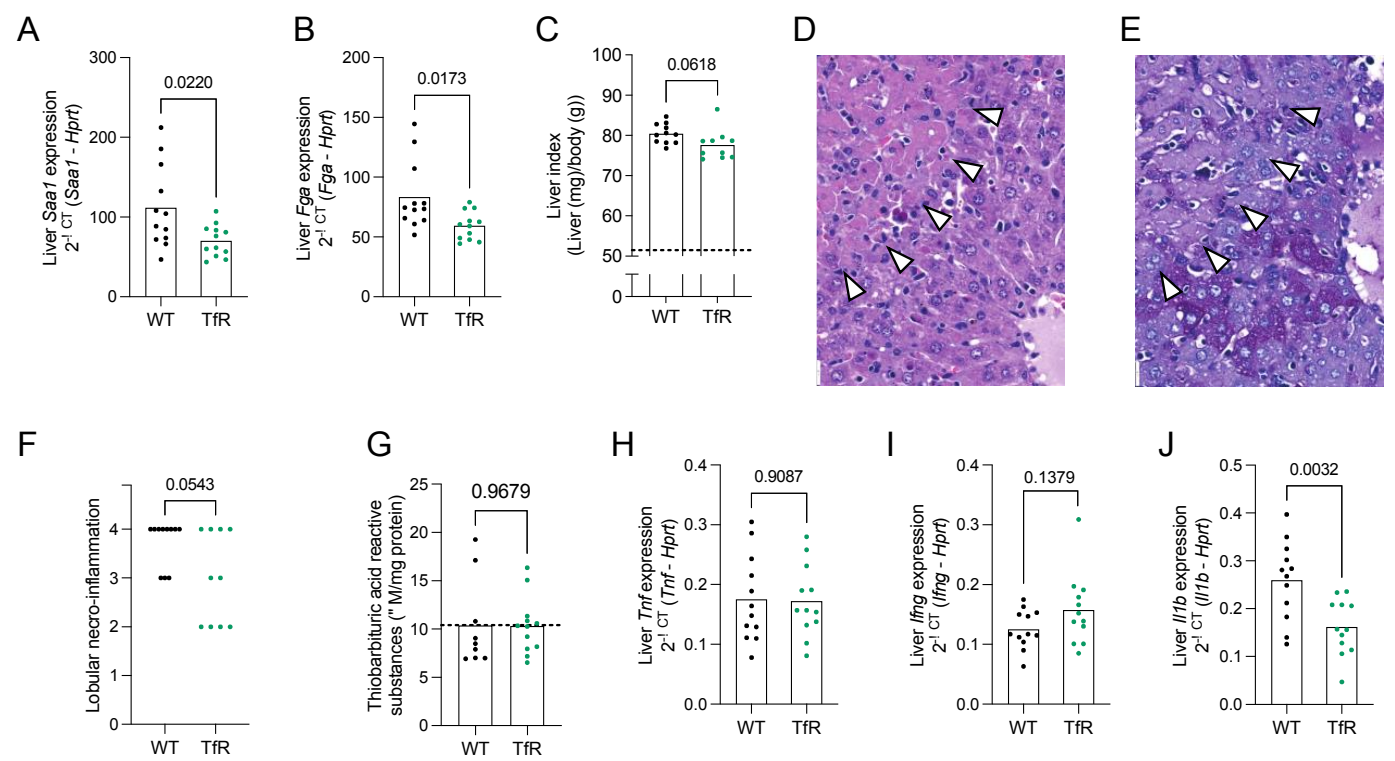 A
Liver Saa1 expression
2-! CT (Saa1 - Hprt)
300
200
100
0
0.0220
WT
TfR
B
Liver Fga expression
2-! CT (Fga - Hprt)
200
150
100
50
0
0.0173
WT
TfR
C
Liver index
(Liver (mg)/body (g))
100
90
80
70
60
50
0
0.0618
WT
TfR
D
E
F
Lobular necro-inflammation
4
3
2
1
0
0.0543
WT
TfR
G
Thiobarbituric acid reactive
substances (" M/mg protein)
25
20
15
10
5
0
0.9679
WT
TfR
H
Liver Tnf expression
2-! CT (Tnf - Hprt)
0.4
0.3
0.2
0.1
0.0
0.9087
WT
TfR
I
Liver Ifng expression
2-! CT (Ifng - Hprt)
0.4
0.3
0.2
0.1
0.0
0.1379
WT
TfR
J
Liver Il1b expression
2-! CT (Il1b - Hprt)
0.5
0.4
0.3
0.2
0.1
0.0
0.0032
WT
TfR